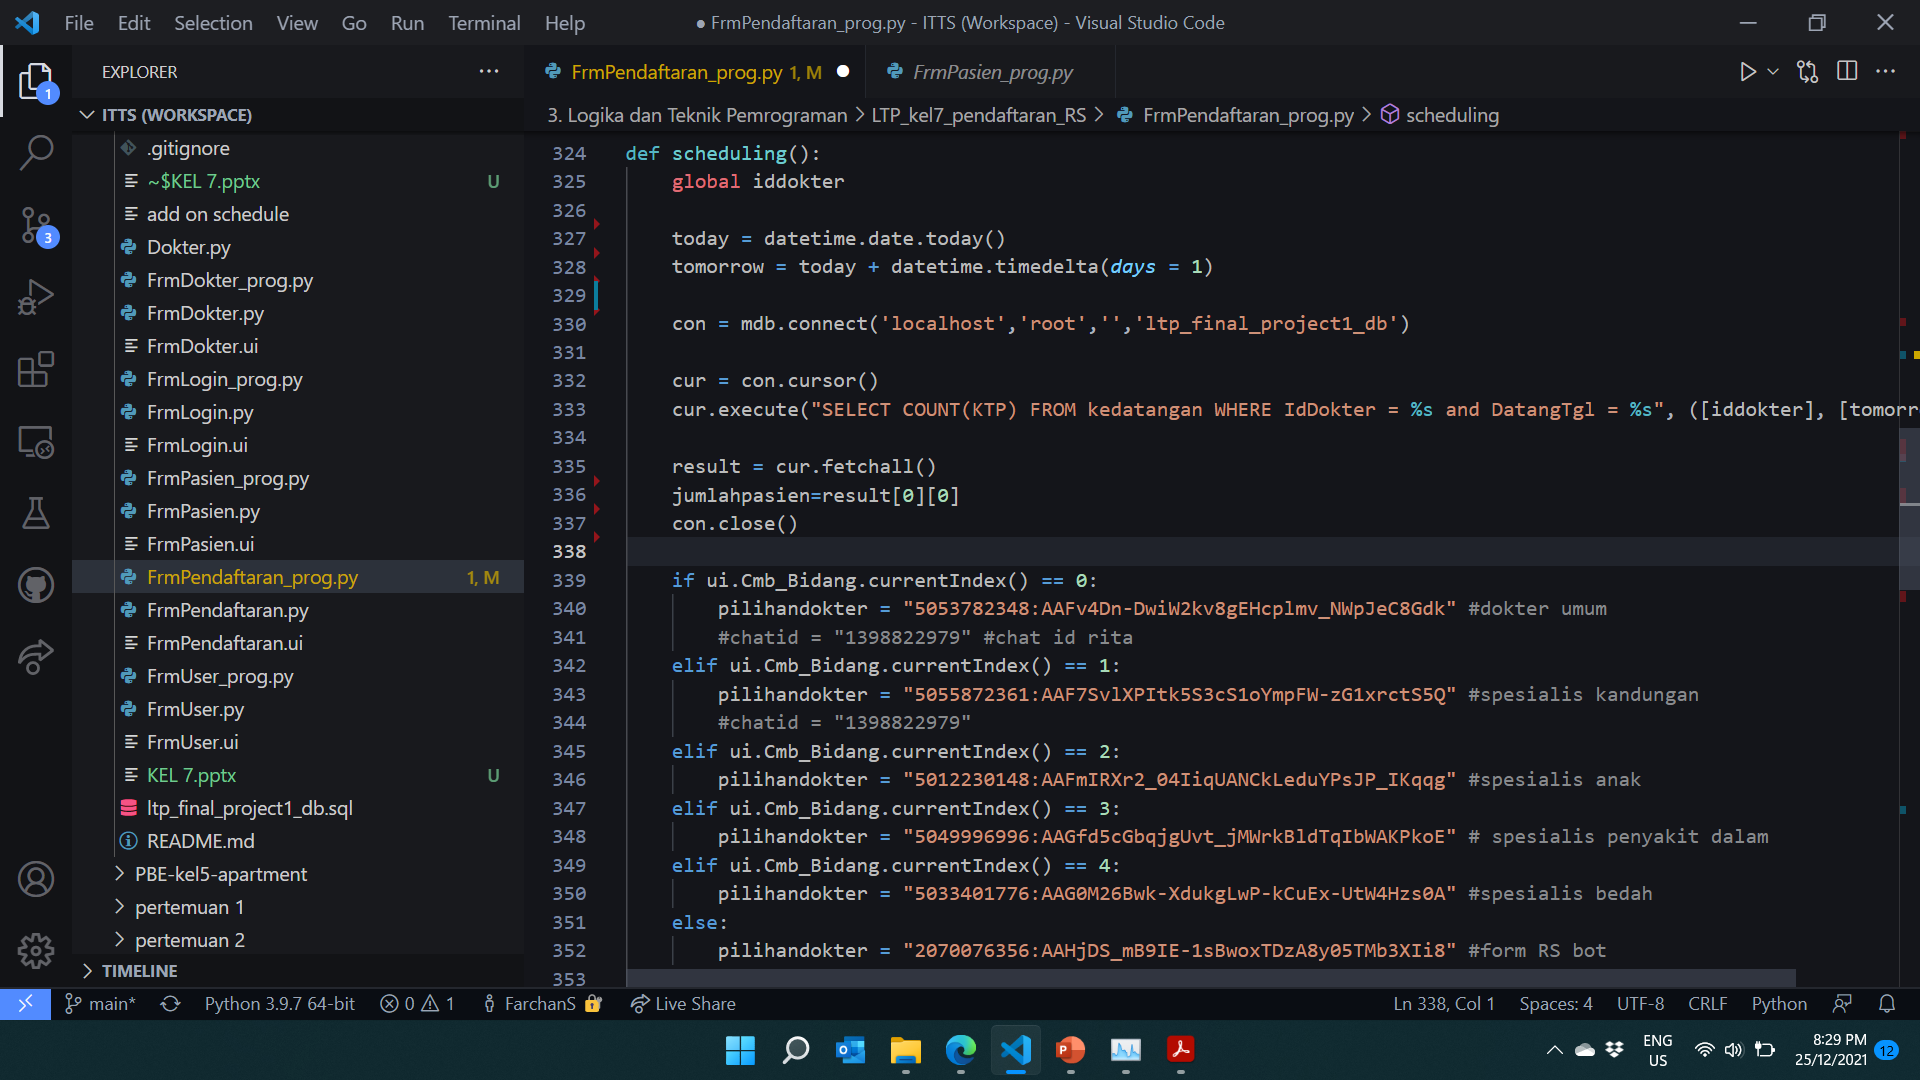 File Edit Selection View Go Run Terminal Help
● FrmPendaftaran_prog.py - ITTS (Workspace) - Visual Studio Code
EXPLORER
ITTS (WORKSPACE)
.gitignore
~$KEL 7.pptx U
add on schedule
Dokter.py
FrmDokter_prog.py
FrmDokter.py
FrmDokter.ui
FrmLogin_prog.py
FrmLogin.py
FrmLogin.ui
FrmPasien_prog.py
FrmPasien.py
FrmPasien.ui
FrmPendaftaran_prog.py 1, M
FrmPendaftaran.py
FrmPendaftaran.ui
FrmUser_prog.py
FrmUser.py
FrmUser.ui
KEL 7.pptx U
ltp_final_project1_db.sql
README.md
PBE-kel5-apartment
pertemuan 1
pertemuan 2
TIMELINE
1
3
FrmPendaftaran_prog.py 1, M
FrmPasien_prog.py
3. Logika dan Teknik Pemrograman > LTP_kel7_pendaftaran_RS > FrmPendaftaran_prog.py > scheduling
324 def scheduling():
325 global iddokter
326
327 today = datetime.date.today()
328 tomorrow = today + datetime.timedelta(days = 1)
329
330 con = mdb.connect('localhost','root','','ltp_final_project1_db')
331
332 cur = con.cursor()
333 cur.execute("SELECT COUNT(KTP) FROM kedatangan WHERE IdDokter = %s and DatangTgl = %s", ([iddokter], [tomorr
334
335 result = cur.fetchall()
336 jumlahpasien=result[0][0]
337 con.close()
338
339 if ui.Cmb_Bidang.currentIndex() == 0:
340 pilihandokter = "5053782348:AAFv4Dn-DwiW2kv8gEHcplmv_NWpJeC8Gdk" #dokter umum
341 #chatid = "1398822979" #chat id rita
342 elif ui.Cmb_Bidang.currentIndex() == 1:
343 pilihandokter = "5055872361:AAF7SvlXPItk5S3cS1oYmpFW-zG1xrctS5Q" #spesialis kandungan
344 #chatid = "1398822979"
345 elif ui.Cmb_Bidang.currentIndex() == 2:
346 pilihandokter = "5012230148:AAFmIRXr2_04IiqUANCkLeduYPsJP_IKqqg" #spesialis anak
347 elif ui.Cmb_Bidang.currentIndex() == 3:
348 pilihandokter = "5049996996:AAGfd5cGbqjgUvt_jMWrkBldTqIbWAKPkoE" # spesialis penyakit dalam
349 elif ui.Cmb_Bidang.currentIndex() == 4:
350 pilihandokter = "5033401776:AAG0M26Bwk-XdukgLwP-kCuEx-UtW4Hzs0A" #spesialis bedah
351 else:
352 pilihandokter = "2070076356:AAHjDS_mB9IE-1sBwoxTDzA8y05TMb3XIi8" #form RS bot
353
main* Python 3.9.7 64-bit 0 1 FarchanS Live Share
Ln 338, Col 1 Spaces: 4 UTF-8 CRLF Python
ENG
US
8:29 PM
25/12/2021
12